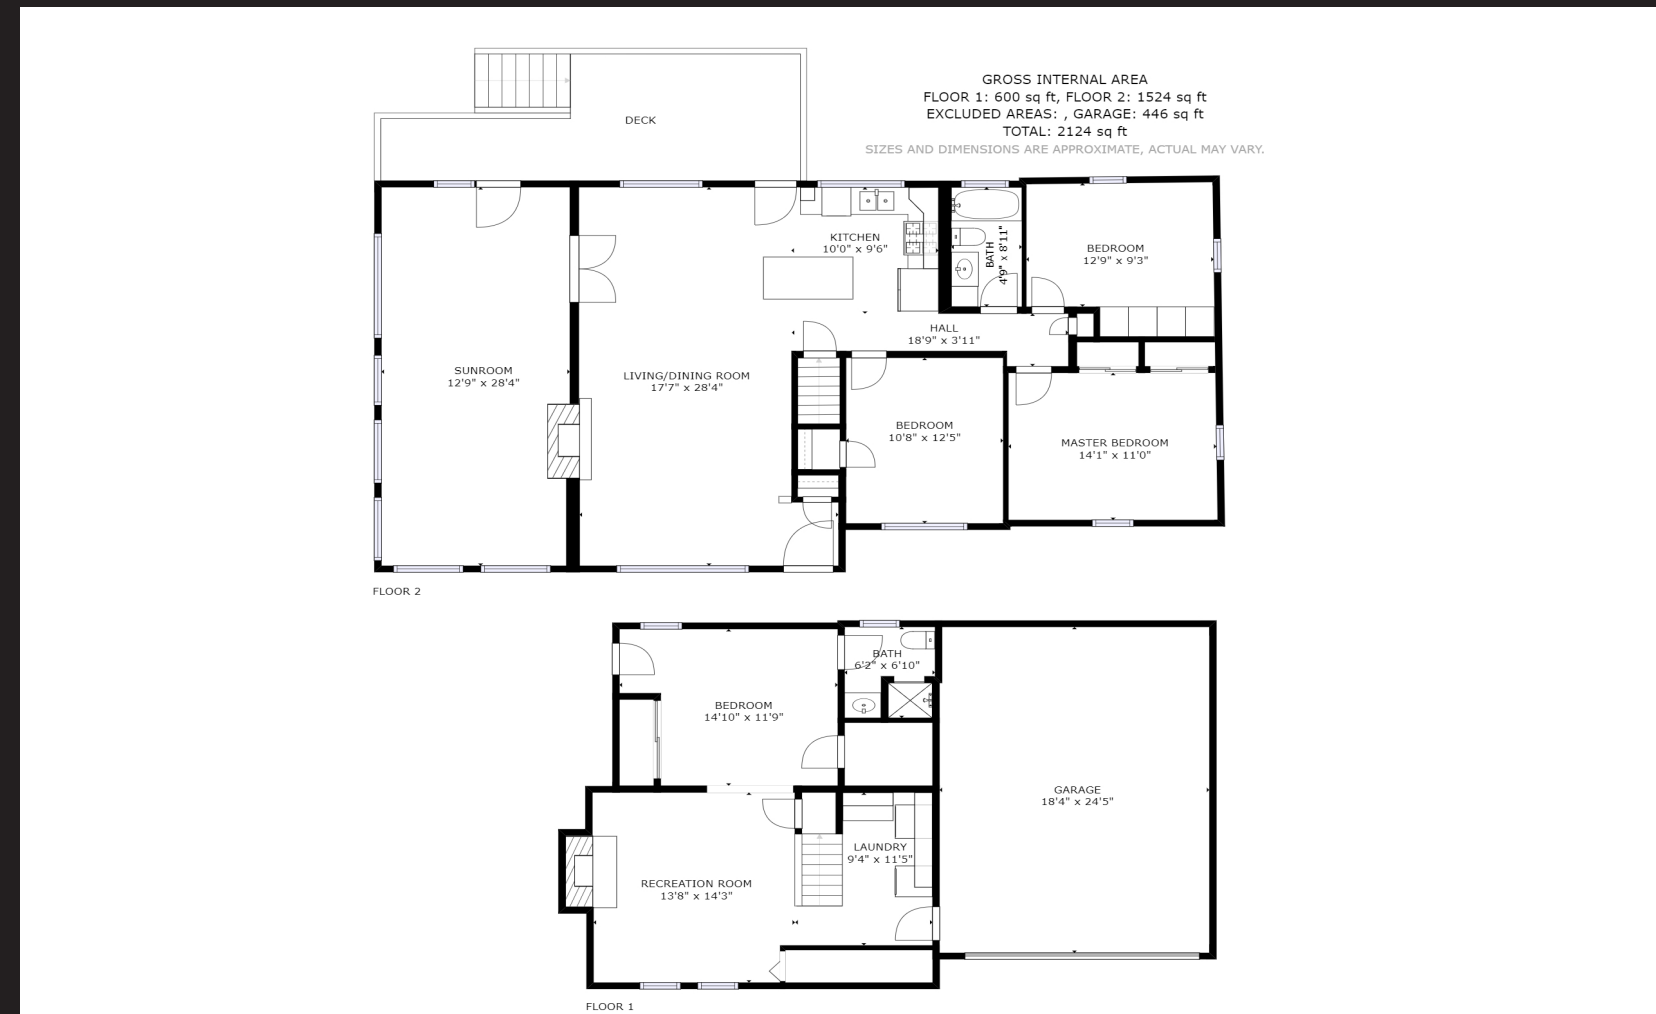 GROSS INTERNAL AREA
FLOOR 1: 600 sq ft, FLOOR 2: 1524 sq ft
EXCLUDED AREAS: , GARAGE: 446 sq ft
TOTAL: 2124 sq ft
SIZES AND DIMENSIONS ARE APPROXIMATE, ACTUAL MAY VARY.
DECK
KITCHEN
10'0" x 9'6"
BATH
4'9" x 8'11"
BEDROOM
12'9" x 9'3"
HALL
18'9" x 3'11"
SUNROOM
12'9" x 28'4"
LIVING/DINING ROOM
17'7" x 28'4"
BEDROOM
10'8" x 12'5"
MASTER BEDROOM
14'1" x 11'0"
FLOOR 2
BATH
6'2" x 6'10"
BEDROOM
14'10" x 11'9"
GARAGE
18'4" x 24'5"
LAUNDRY
9'4" x 11'5"
RECREATION ROOM
13'8" x 14'3"
FLOOR 1